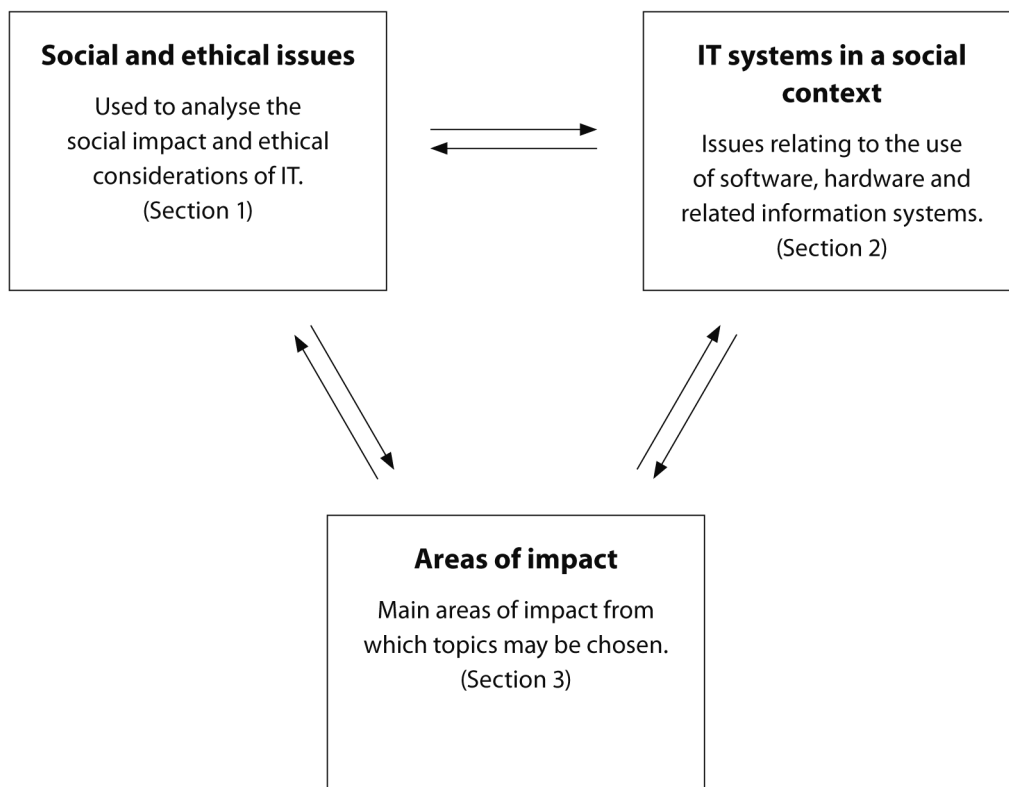 Social and ethical issues
Used to analyse the
social impact and ethical
considerations of IT.
(Section 1)
IT systems in a social
context
Issues relating to the use
of software, hardware and
related information systems.
(Section 2)
Areas of impact
Main areas of impact from
which topics may be chosen.
(Section 3)